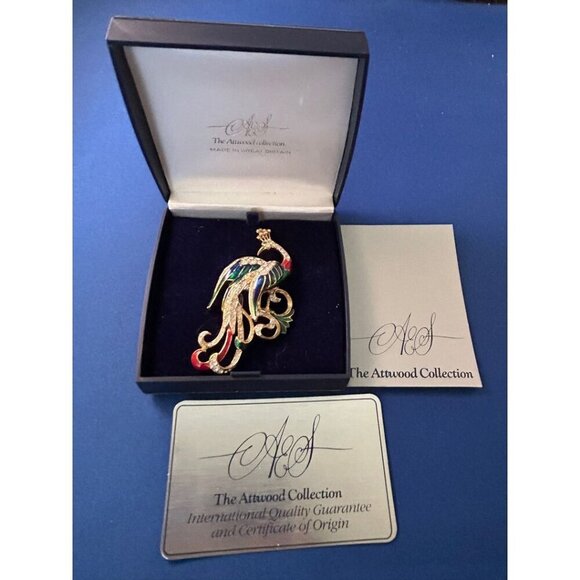 A&S
The Attwood collection
MADE IN GREAT BRITAIN
A&S
The Attwood Collection
A&S
The Attwood Collection
International Quality Guarantee
and Certificate of Origin